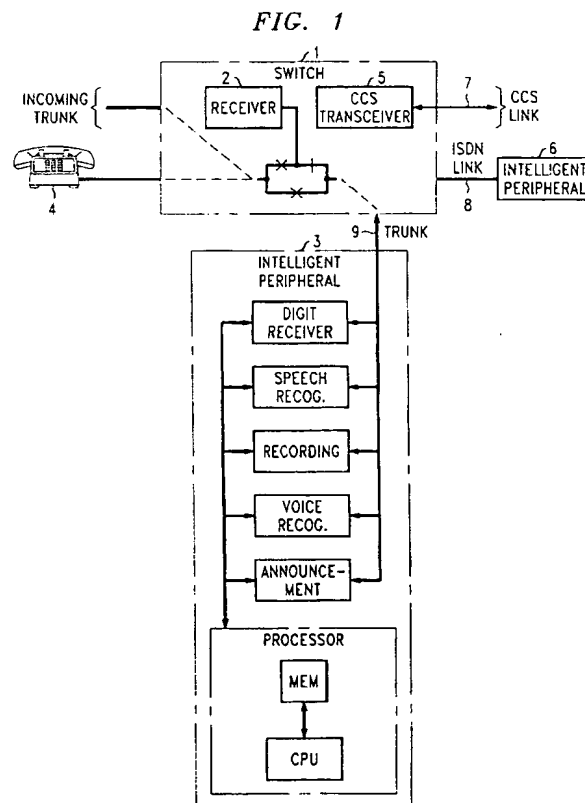 FIG. 1
1
SWITCH
2
RECEIVER
5
CCS
TRANSCEIVER
7
CCS
LINK
INCOMING
TRUNK
4
ISDN
LINK
8
6
INTELLIGENT
PERIPHERAL
9
TRUNK
3
INTELLIGENT
PERIPHERAL
DIGIT
RECEIVER
SPEECH
RECOG.
RECORDING
VOICE
RECOG.
ANNOUNCE-
MENT
PROCESSOR
MEM
CPU